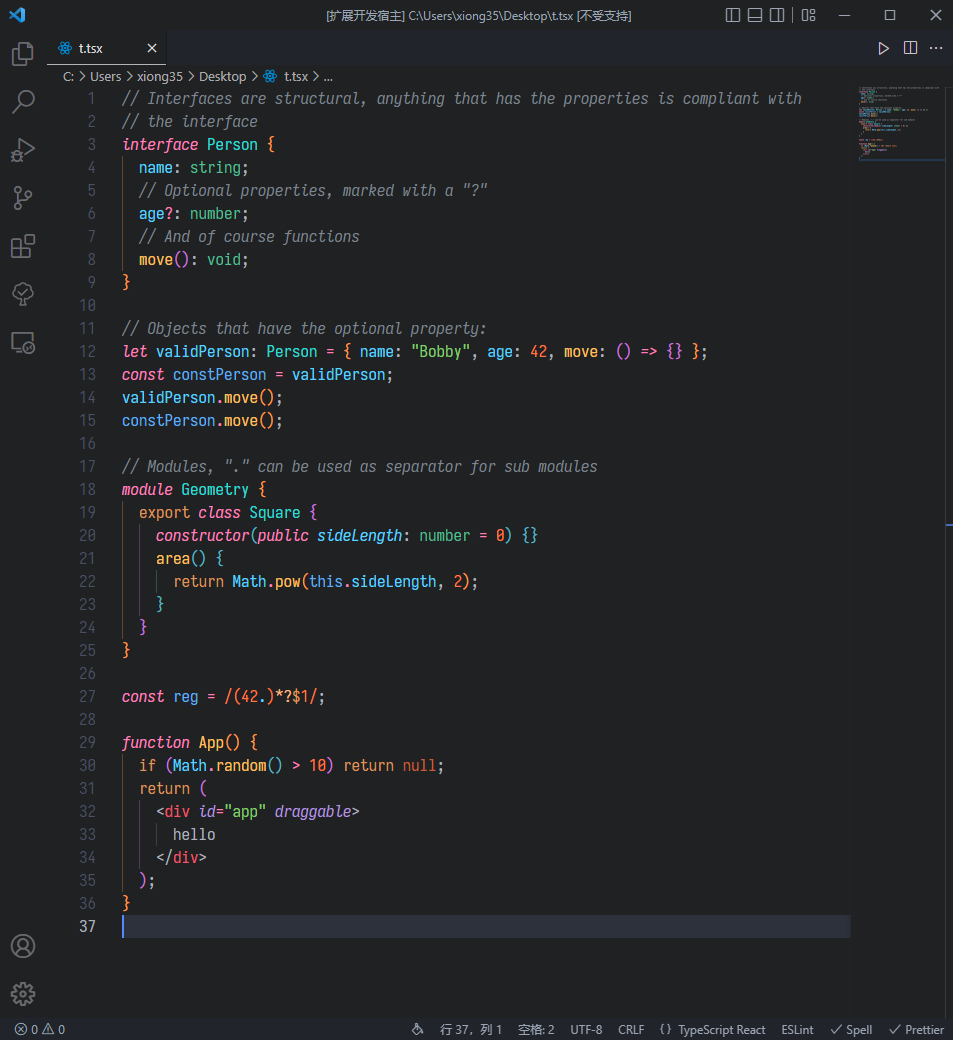 [扩展开发宿主] C:\Users\xiong35\Desktop\t.tsx [不受支持]
t.tsx
C: > Users > xiong35 > Desktop > t.tsx > ...
1 // Interfaces are structural, anything that has the properties is compliant with
2 // the interface
3 interface Person {
4 name: string;
5 // Optional properties, marked with a "?"
6 age?: number;
7 // And of course functions
8 move(): void;
9 }
10
11 // Objects that have the optional property:
12 let validPerson: Person = { name: "Bobby", age: 42, move: () => {} };
13 const constPerson = validPerson;
14 validPerson.move();
15 constPerson.move();
16
17 // Modules, "." can be used as separator for sub modules
18 module Geometry {
19 export class Square {
20 constructor(public sideLength: number = 0) {}
21 area() {
22 return Math.pow(this.sideLength, 2);
23 }
24 }
25 }
26
27 const reg = /(42.)*?$1/;
28
29 function App() {
30 if (Math.random() > 10) return null;
31 return (
32 <div id="app" draggable>
33 hello
34 </div>
35 );
36 }
37
0 0 行 37，列 1 空格: 2 UTF-8 CRLF {} TypeScript React ESLint Spell Prettier